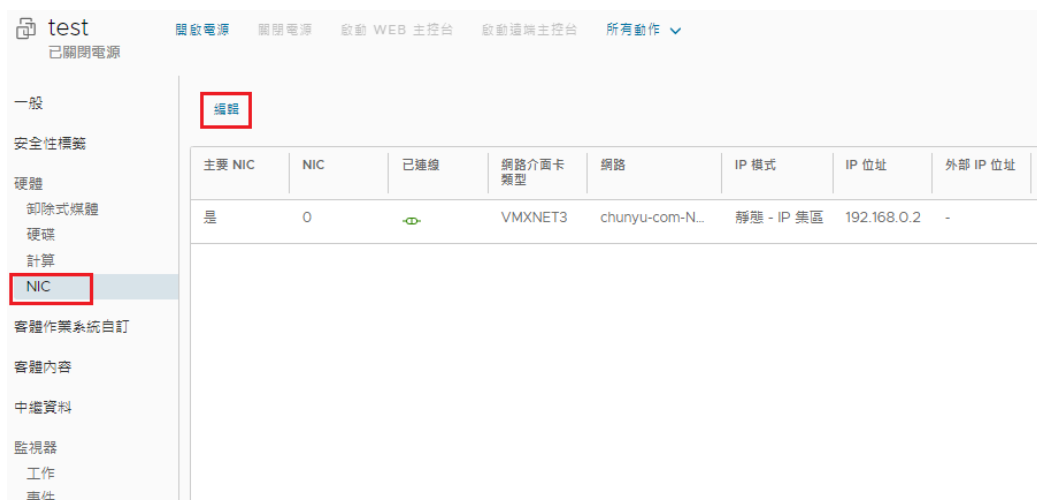 test
已關閉電源
開啟電源 關閉電源 啟動 WEB 主控台 啟動遠端主控台 所有動作
一般
安全性標籤
硬體
卸除式媒體
硬碟
計算
NIC
客體作業系統自訂
客體內容
中繼資料
監視器
工作
事件
編輯
主要 NIC NIC 已連線 網路介面卡類型 網路 IP 模式 IP 位址 外部 IP 位址
是 0 VMXNET3 chunyu-com-N... 靜態 - IP 集區 192.168.0.2 -